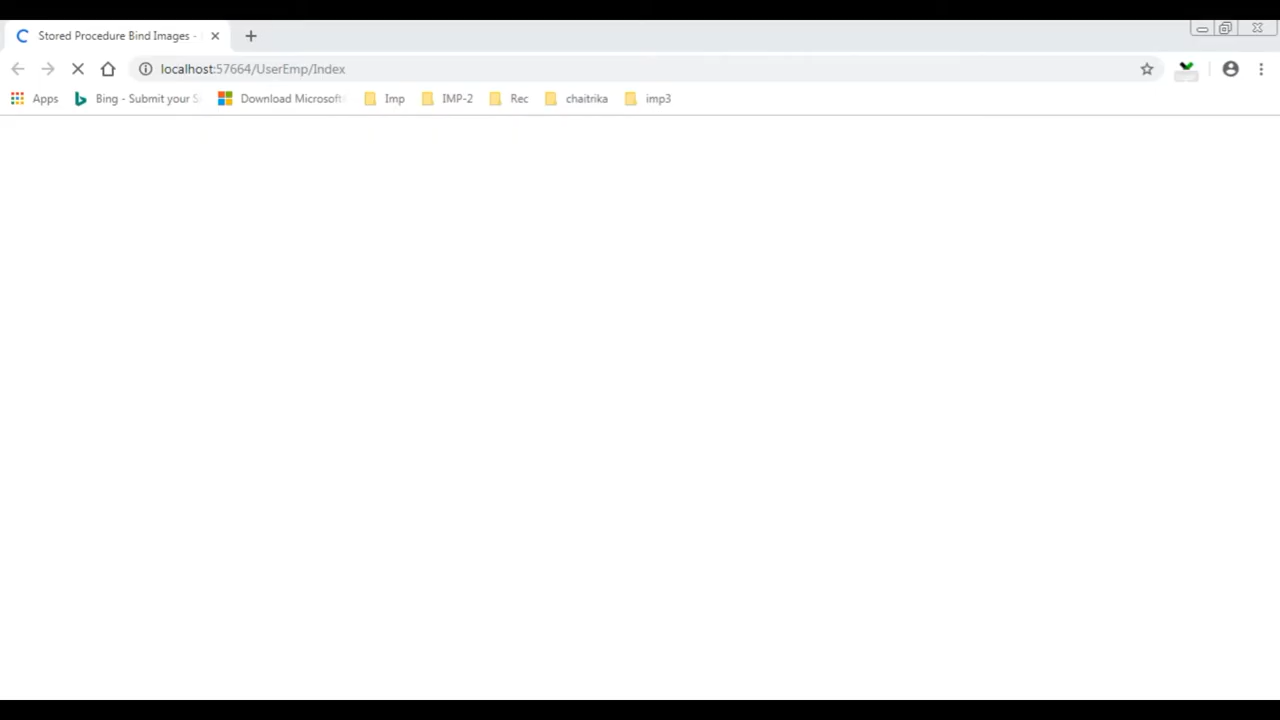 Stored Procedure Bind Images -
localhost:57664/UserEmp/Index
Apps Bing - Submit your S Download Microsoft Imp IMP-2 Rec chaitrika imp3